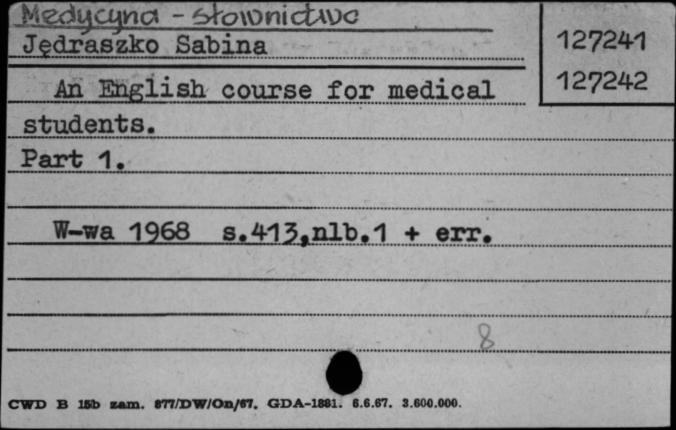 Medycyna - słownictwo
Jędraszko Sabina
127241
127242
An English course for medical
students.
Part 1.
W-wa 1968 s.413,nlb.1 + err.
8
CWD B 15b zam. 877/DW/On/67. GDA-1881. 6.6.67. 3.600.000.